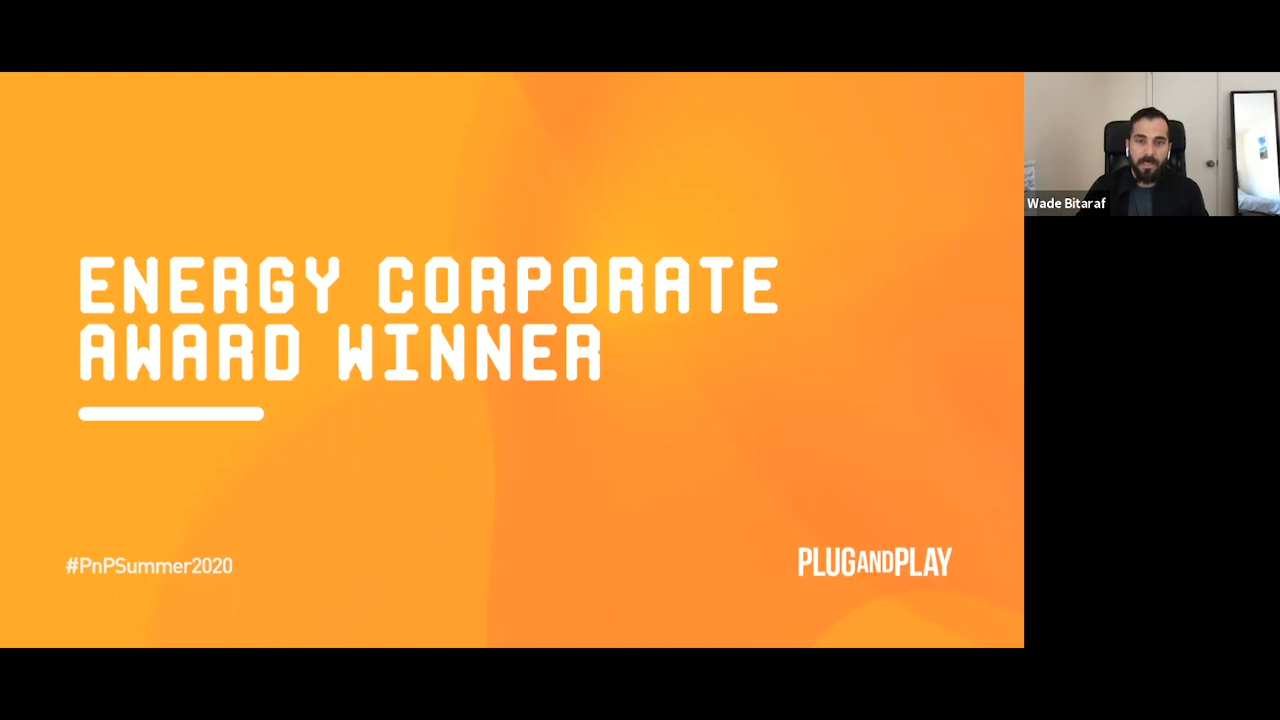 ENERGY CORPORATE
AWARD WINNER
#PnPSummer2020
PLUGANDPLAY
Wade Bitaraf